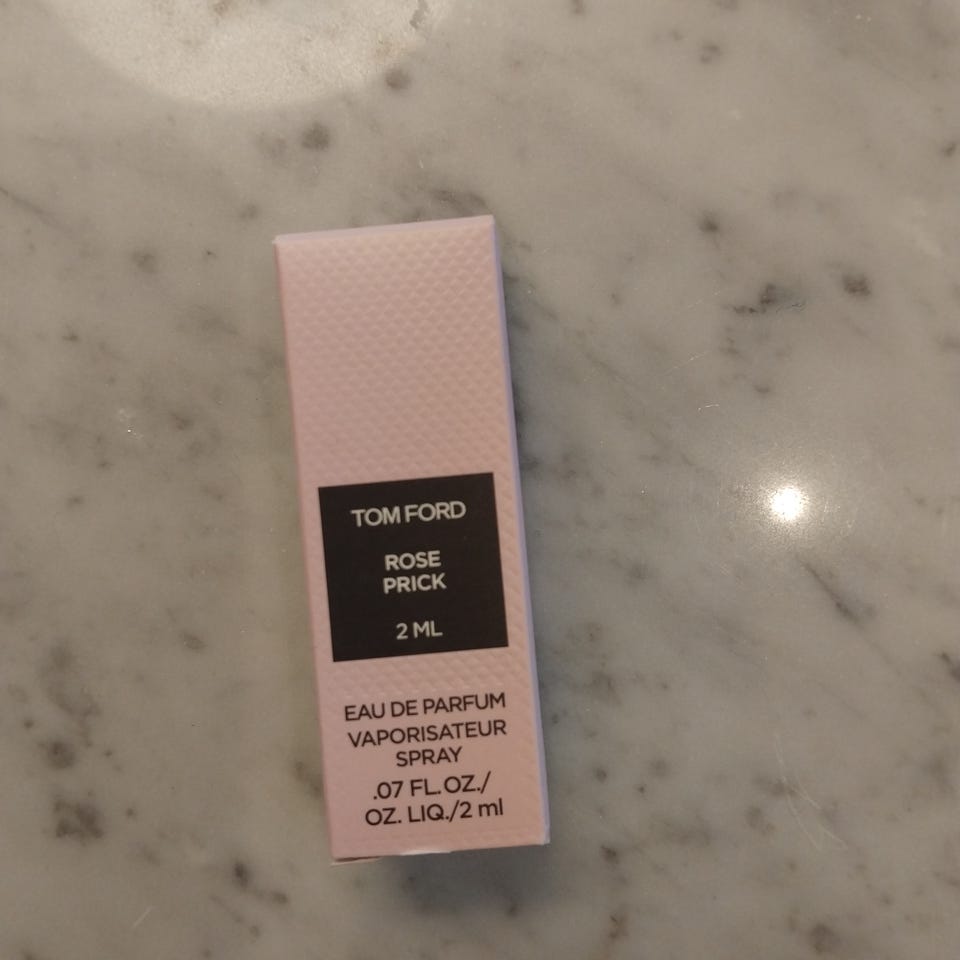 TOM FORD
ROSE
PRICK
2 ML
EAU DE PARFUM
VAPORISATEUR
SPRAY
.07 FL. OZ./
OZ. LIQ./2 ml